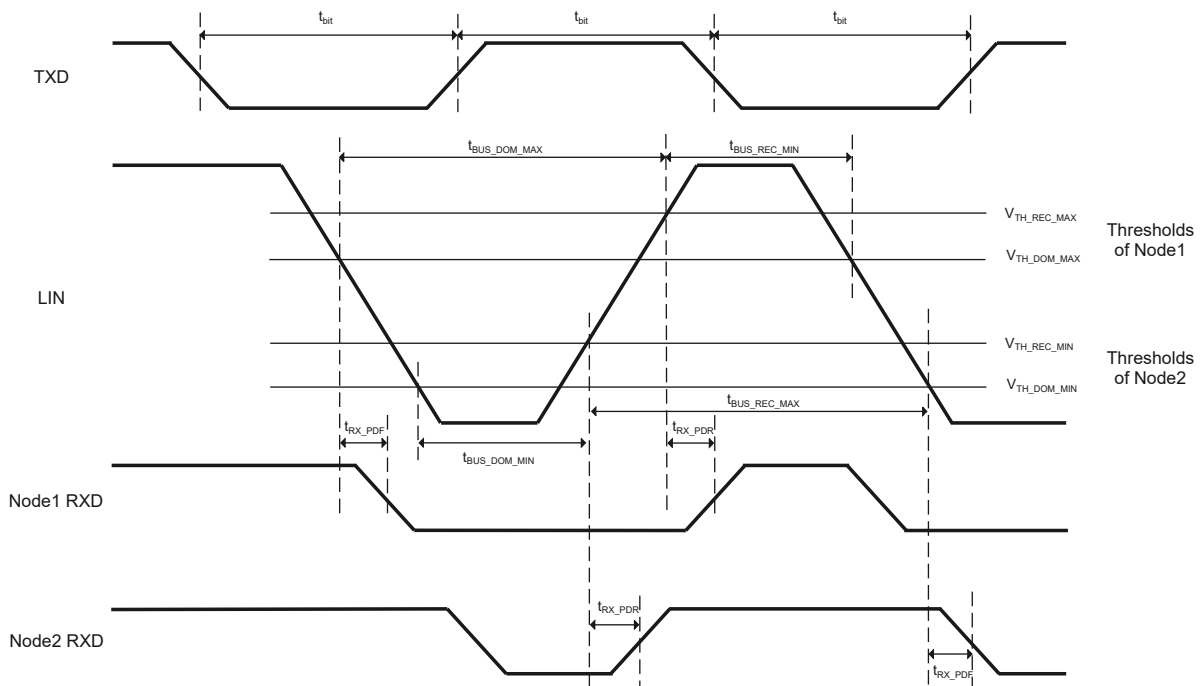 t_bit t_bit t_bit
TXD
t_BUS_DOM_MAX t_BUS_REC_MIN
V_TH_REC_MAX
Thresholds
of Node1
V_TH_DOM_MAX
LIN
V_TH_REC_MIN
Thresholds
of Node2
V_TH_DOM_MIN
t_BUS_REC_MAX
t_RX_PDF t_RX_PDR
t_BUS_DOM_MIN
Node1 RXD
t_RX_PDR
Node2 RXD
t_RX_PDF